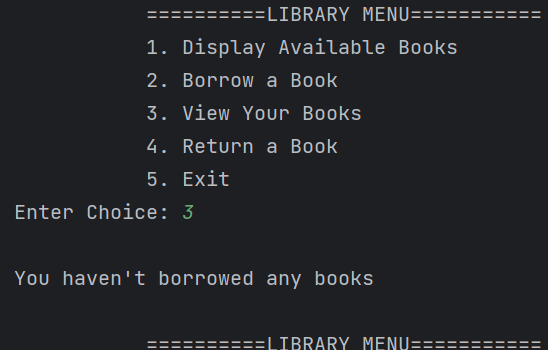 ==========LIBRARY MENU===========
1. Display Available Books
2. Borrow a Book
3. View Your Books
4. Return a Book
5. Exit
Enter Choice: 3
You haven't borrowed any books
==========LIBRARY MENU===========